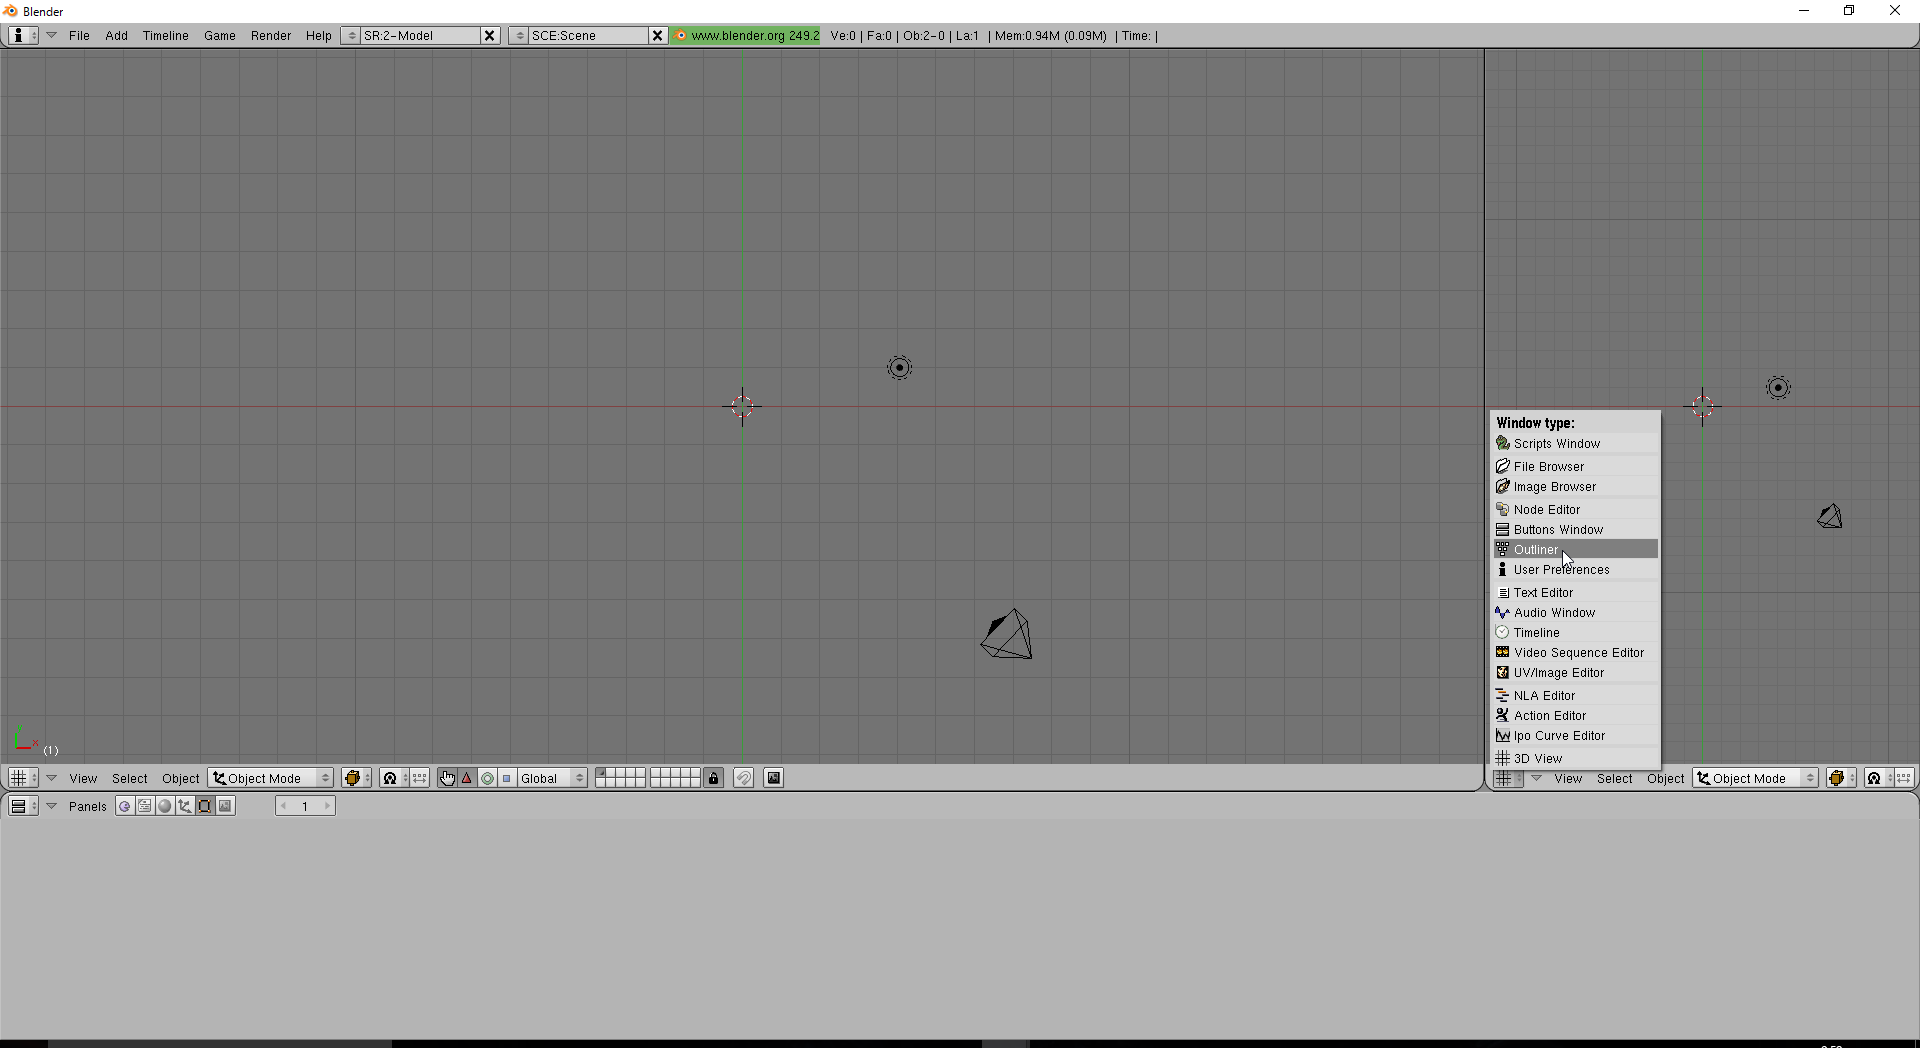 Blender
File Add Timeline Game Render Help SR:2-Model SCE:Scene www.blender.org 249.2 Ve:0 | Fa:0 | Ob:2-0 | La:1 | Mem:0.94M (0.09M) | Time: |
Window type:
Scripts Window
File Browser
Image Browser
Node Editor
Buttons Window
Outliner
User Preferences
Text Editor
Audio Window
Timeline
Video Sequence Editor
UV/Image Editor
NLA Editor
Action Editor
Ipo Curve Editor
3D View
x (1)
View Select Object Object Mode Global
View Select Object Object Mode
Panels 1